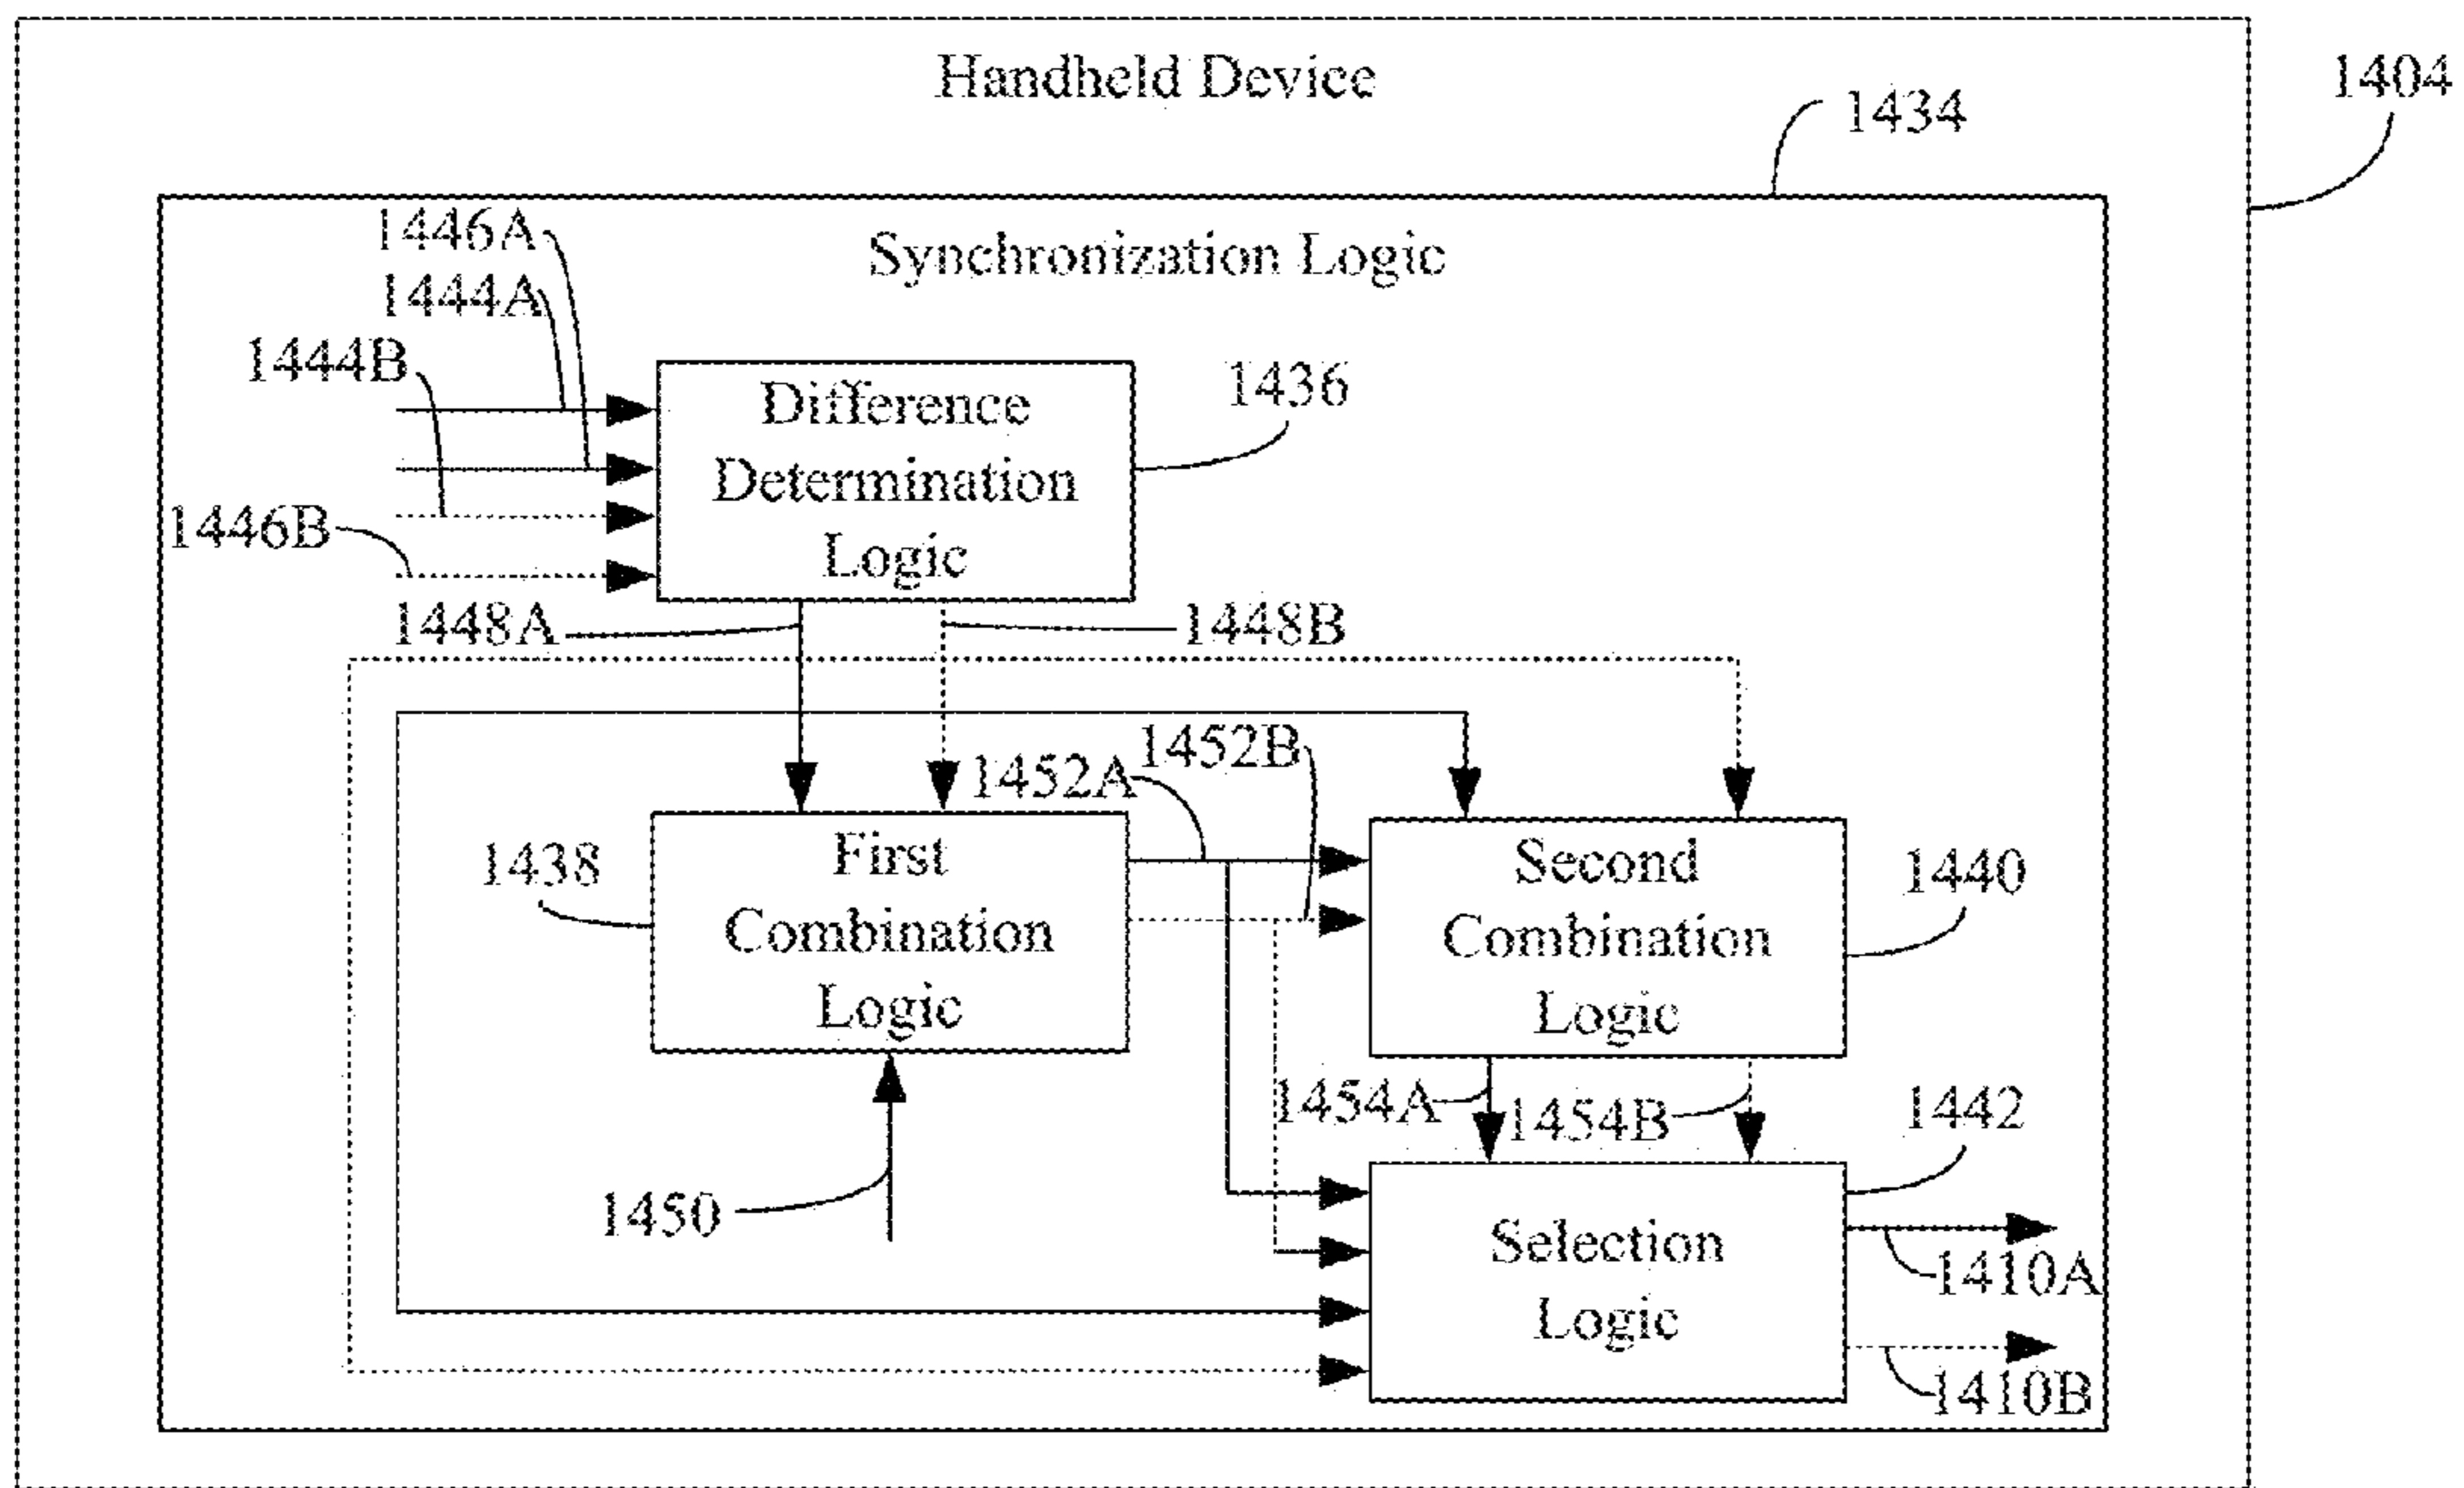 Handheld Device
1404
1434
Synchronization Logic
1446A
1444A
1444B
1446B
Difference
Determination
Logic
1436
1448A
1448B
1452B
1452A
1438
First
Combination
Logic
Second
Combination
Logic
1440
1450
1454A
1454B
1442
Selection
Logic
1410A
1410B